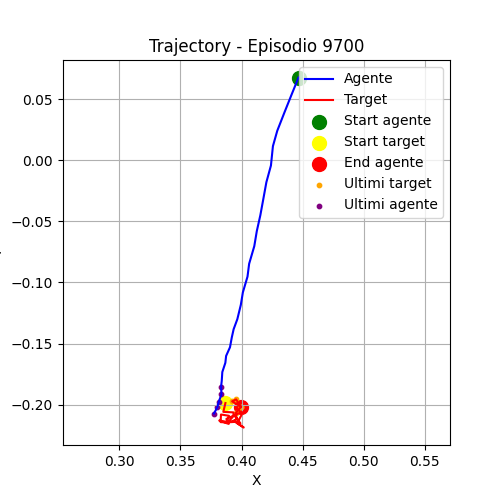 Trajectory - Episodio 9700
Agente
Target
Start agente
Start target
End agente
Ultimi target
Ultimi agente
0.05
0.00
−0.05
−0.10
−0.15
−0.20
0.30
0.35
0.40
0.45
0.50
0.55
X